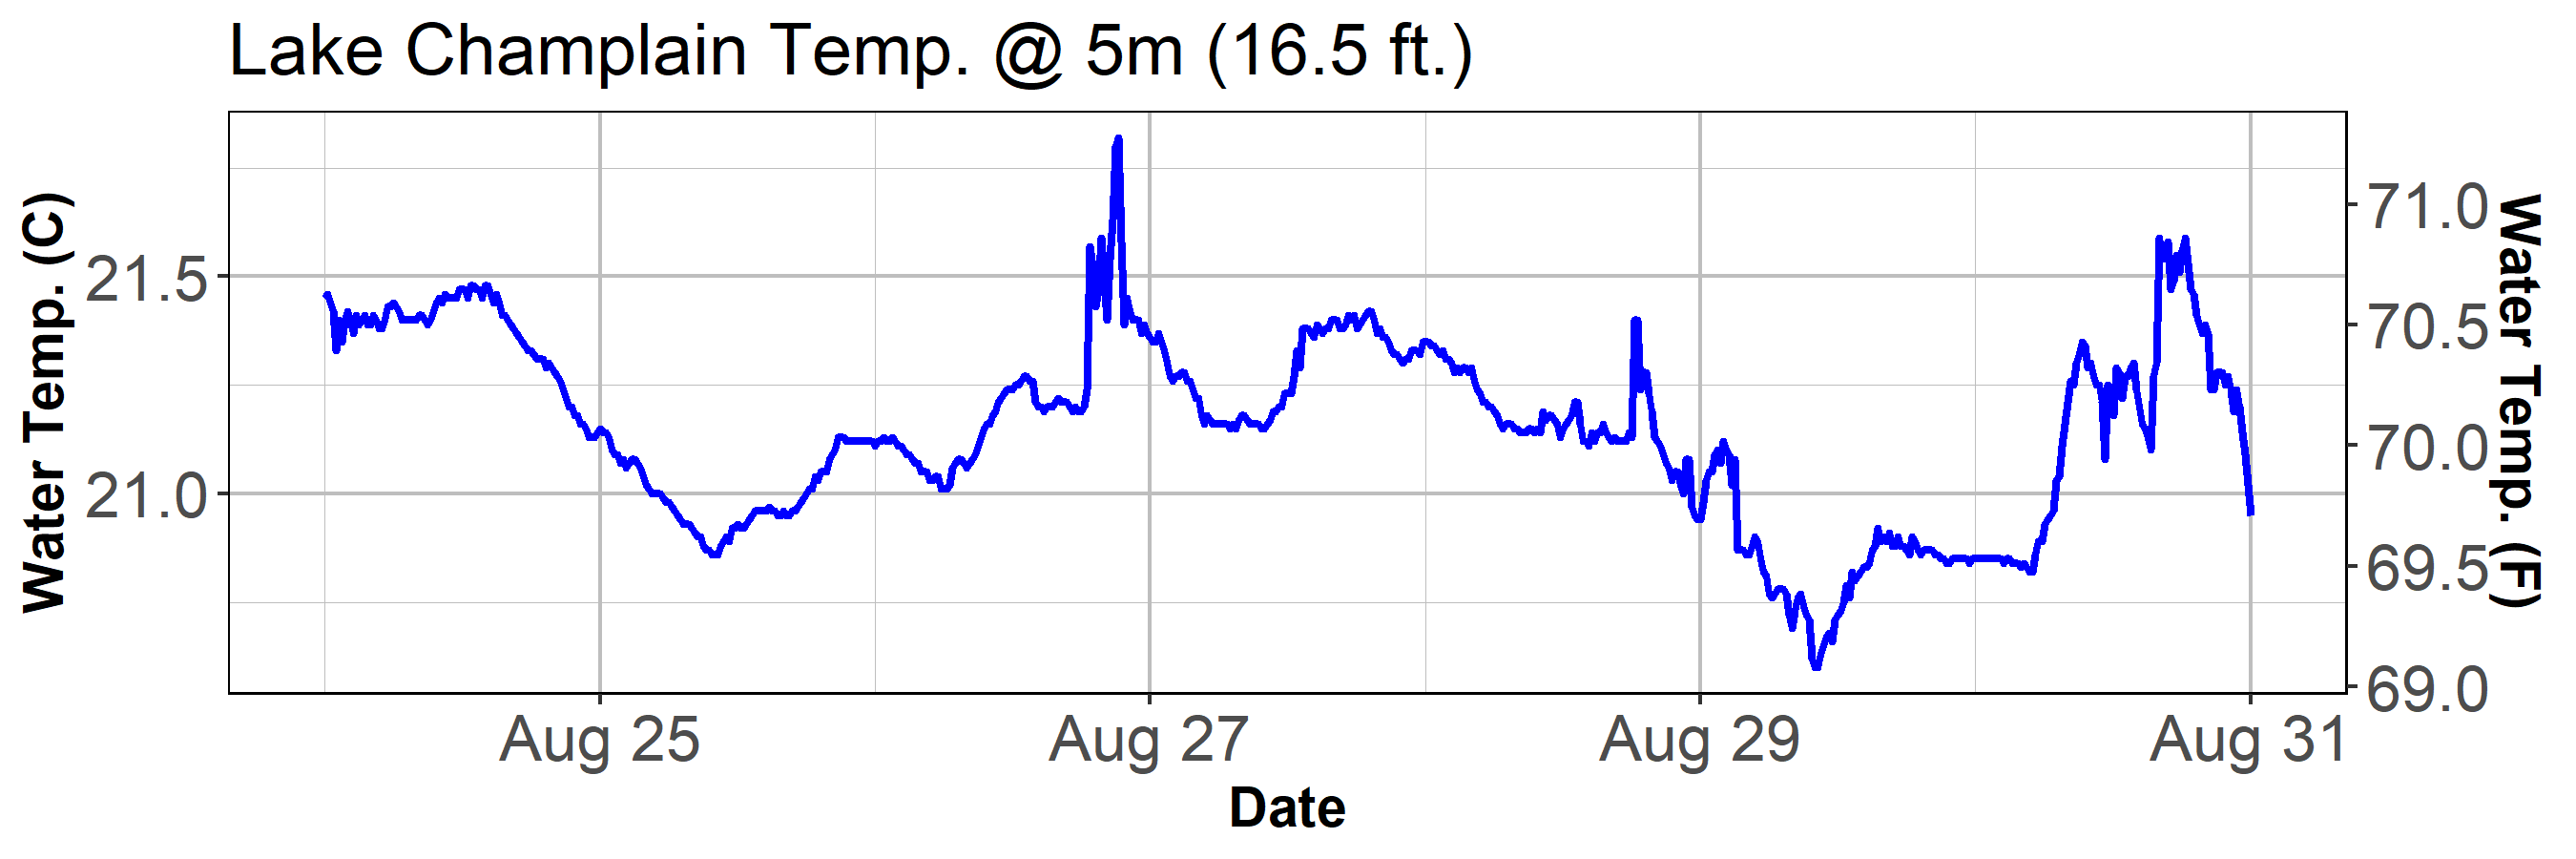 Lake Champlain Temp. @ 5m (16.5 ft.)
Water Temp. (C)
21.5
21.0
71.0
70.5
70.0
69.5
69.0
Water Temp. (F)
Aug 25
Aug 27
Aug 29
Aug 31
Date